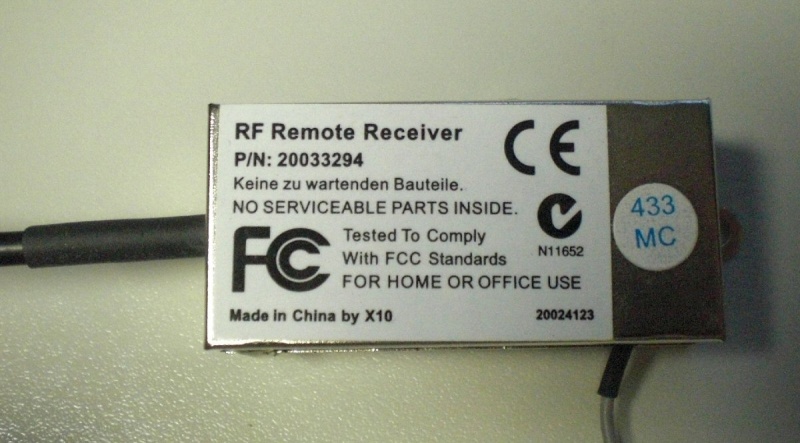 RF Remote Receiver
P/N: 20033294
Keine zu wartenden Bauteile.
NO SERVICEABLE PARTS INSIDE.
CE
N11652
FC
Tested To Comply
With FCC Standards
FOR HOME OR OFFICE USE
Made in China by X10
20024123
433
MC